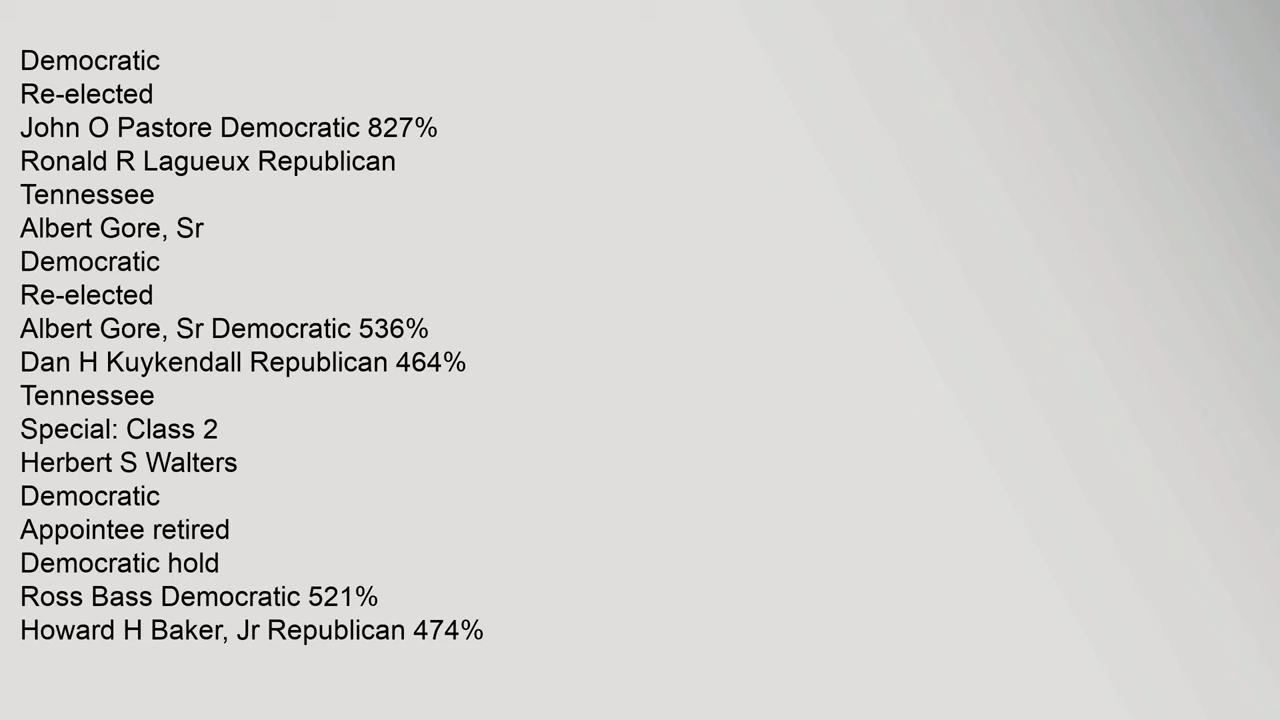 Democratic
Re-elected
John O Pastore Democratic 827%
Ronald R Lagueux Republican
Tennessee
Albert Gore, Sr
Democratic
Re-elected
Albert Gore, Sr Democratic 536%
Dan H Kuykendall Republican 464%
Tennessee
Special: Class 2
Herbert S Walters
Democratic
Appointee retired
Democratic hold
Ross Bass Democratic 521%
Howard H Baker, Jr Republican 474%